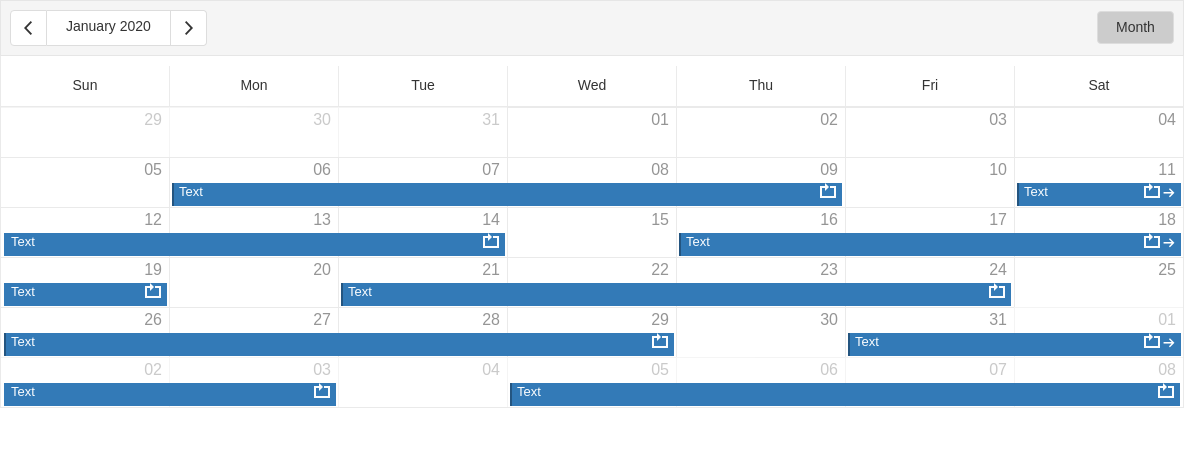 January 2020 Month
Sun Mon Tue Wed Thu Fri Sat
29 30 31 01 02 03 04
05 06 07 08 09 10 11
Text Text
12 13 14 15 16 17 18
Text Text
19 20 21 22 23 24 25
Text Text
26 27 28 29 30 31 01
Text Text
02 03 04 05 06 07 08
Text Text